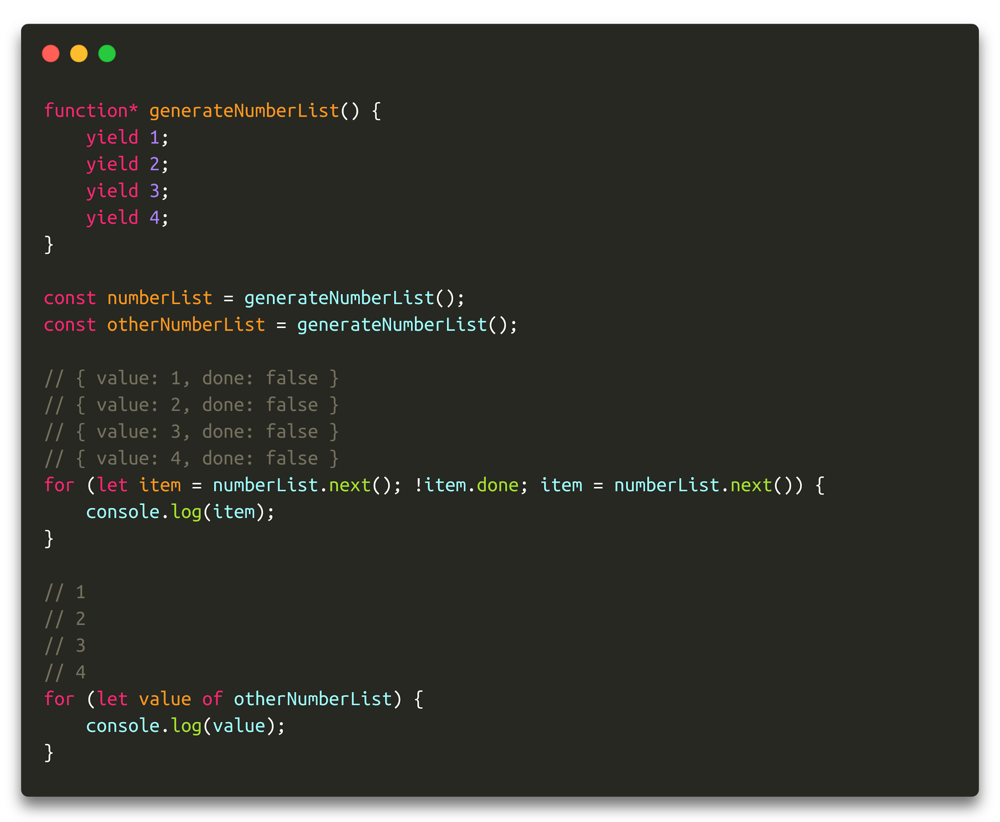 function* generateNumberList() {
    yield 1;
    yield 2;
    yield 3;
    yield 4;
}

const numberList = generateNumberList();
const otherNumberList = generateNumberList();

// { value: 1, done: false }
// { value: 2, done: false }
// { value: 3, done: false }
// { value: 4, done: false }
for (let item = numberList.next(); !item.done; item = numberList.next()) {
    console.log(item);
}

// 1
// 2
// 3
// 4
for (let value of otherNumberList) {
    console.log(value);
}